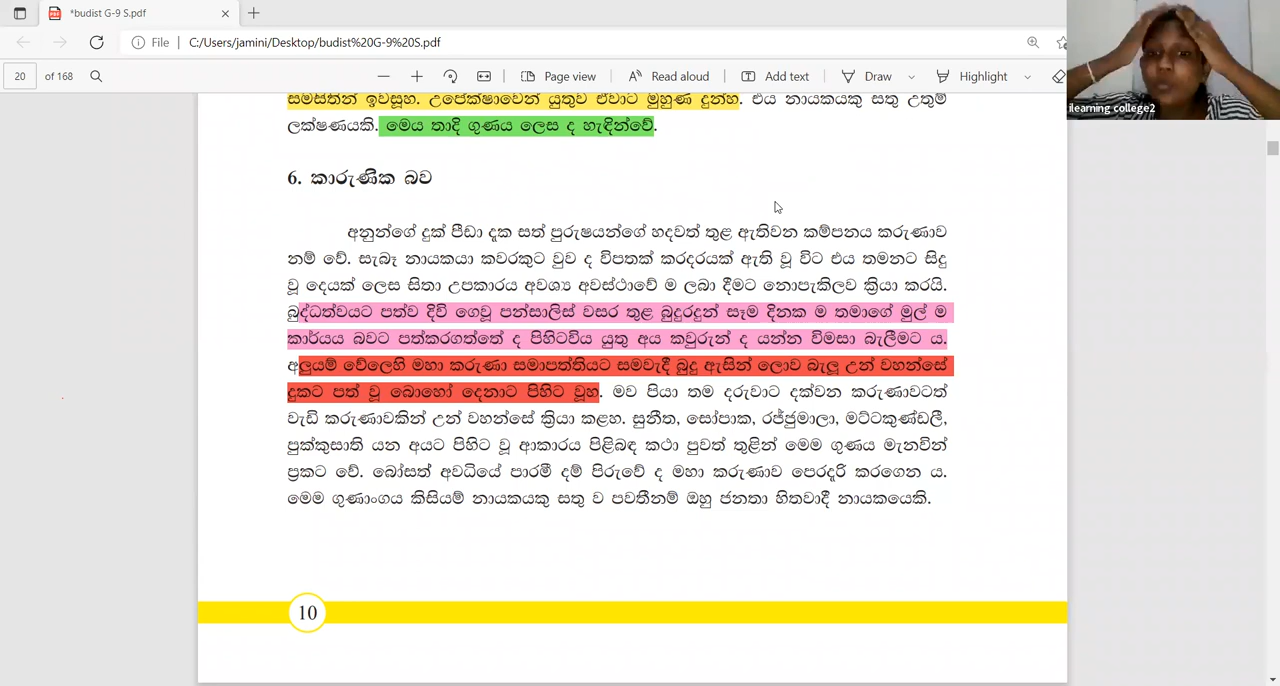 *budist G-9 S.pdf
File | C:/Users/jamini/Desktop/budist%20G-9%20S.pdf
20 of 168 Page view Read aloud Add text Draw Highlight
ilearning college2
සමසිතින් ඉවසූහ. උපේක්ෂාවෙන් යුතුව ඒවාට මුහුණ දුන්හ. එය නායකයකු සතු උතුම්
ලක්ෂණයකි. මෙය තාදි ගුණය ලෙස ද හැඳින්වේ.
6. කාරුණික බව
අනුන්ගේ දුක් පීඩා දැක සත් පුරුෂයන්ගේ හදවත් තුළ ඇතිවන කම්පනය කරුණාව
නම් වේ. සැබෑ නායකයා කවරකුට වුව ද විපතක් කරදරයක් ඇති වූ විට එය තමනට සිදු
වූ දෙයක් ලෙස සිතා උපකාරය අවශ්‍ය අවස්ථාවේ ම ලබා දීමට නොපැකිලව ක්‍රියා කරයි.
බුද්ධත්වයට පත්ව දිවි ගෙවූ පන්සාලිස් වසර තුළ බුදුරදුන් සෑම දිනක ම තමාගේ මුල් ම
කාර්යය බවට පත්කරගත්තේ ද පිහිටවිය යුතු අය කවුරුන් ද යන්න විමසා බැලීමට ය.
අලුයම් වේලෙහි මහා කරුණා සමාපත්තියට සමවැදී බුදු ඇසින් ලොව බැලූ උන් වහන්සේ
දුකට පත් වූ බොහෝ දෙනාට පිහිට වූහ. මව පියා තම දරුවාට දක්වන කරුණාවටත්
වැඩි කරුණාවකින් උන් වහන්සේ ක්‍රියා කළහ. සුනීත, සෝපාක, රජ්ජුමාලා, මට්ටකුණ්ඩලී,
පුක්කුසාති යන අයට පිහිට වූ ආකාරය පිළිබඳ කථා පුවත් තුළින් මෙම ගුණය මැනවින්
ප්‍රකට වේ. බෝසත් අවධියේ පාරමී දම් පිරුවේ ද මහා කරුණාව පෙරදැරි කරගෙන ය.
මෙම ගුණාංගය කිසියම් නායකයකු සතු ව පවතීනම් ඔහු ජනතා හිතවාදී නායකයෙකි.
10